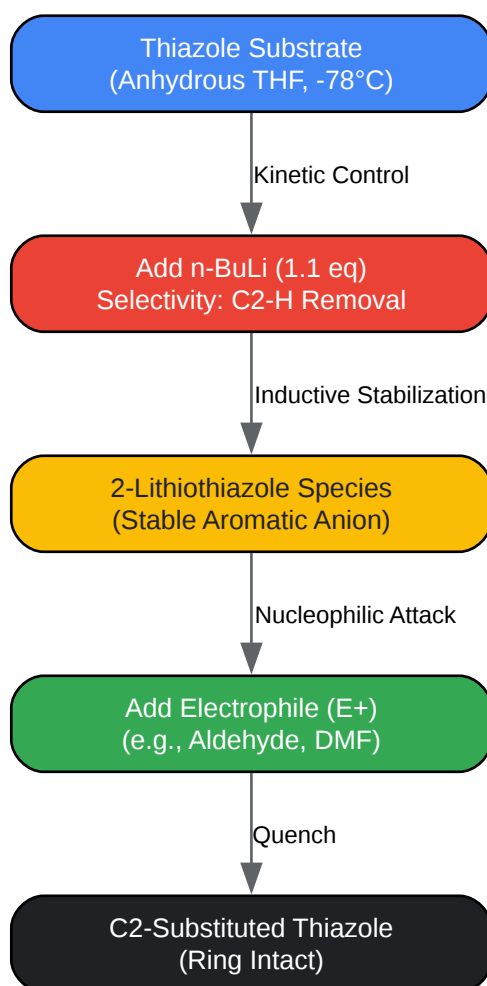 Thiazole Substrate
(Anhydrous THF, -78°C)
Kinetic Control
Add n-BuLi (1.1 eq)
Selectivity: C2-H Removal
Inductive Stabilization
2-Lithiothiazole Species
(Stable Aromatic Anion)
Nucleophilic Attack
Add Electrophile (E+)
(e.g., Aldehyde, DMF)
Quench
C2-Substituted Thiazole
(Ring Intact)